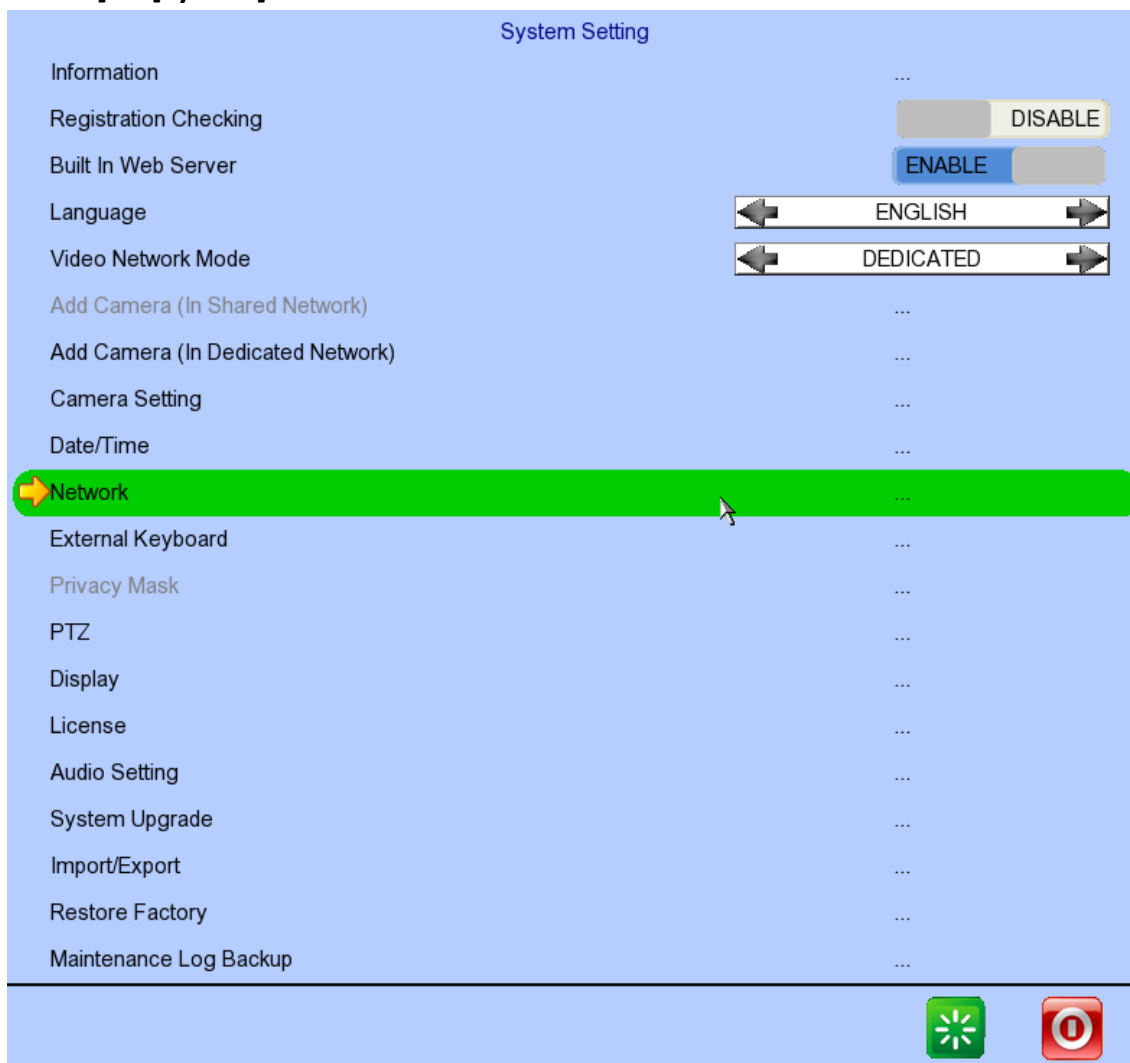 System Setting
Information ...
Registration Checking DISABLE
Built In Web Server ENABLE
Language ENGLISH
Video Network Mode DEDICATED
Add Camera (In Shared Network) ...
Add Camera (In Dedicated Network) ...
Camera Setting ...
Date/Time ...
Network ...
External Keyboard ...
Privacy Mask ...
PTZ ...
Display ...
License ...
Audio Setting ...
System Upgrade ...
Import/Export ...
Restore Factory ...
Maintenance Log Backup ...